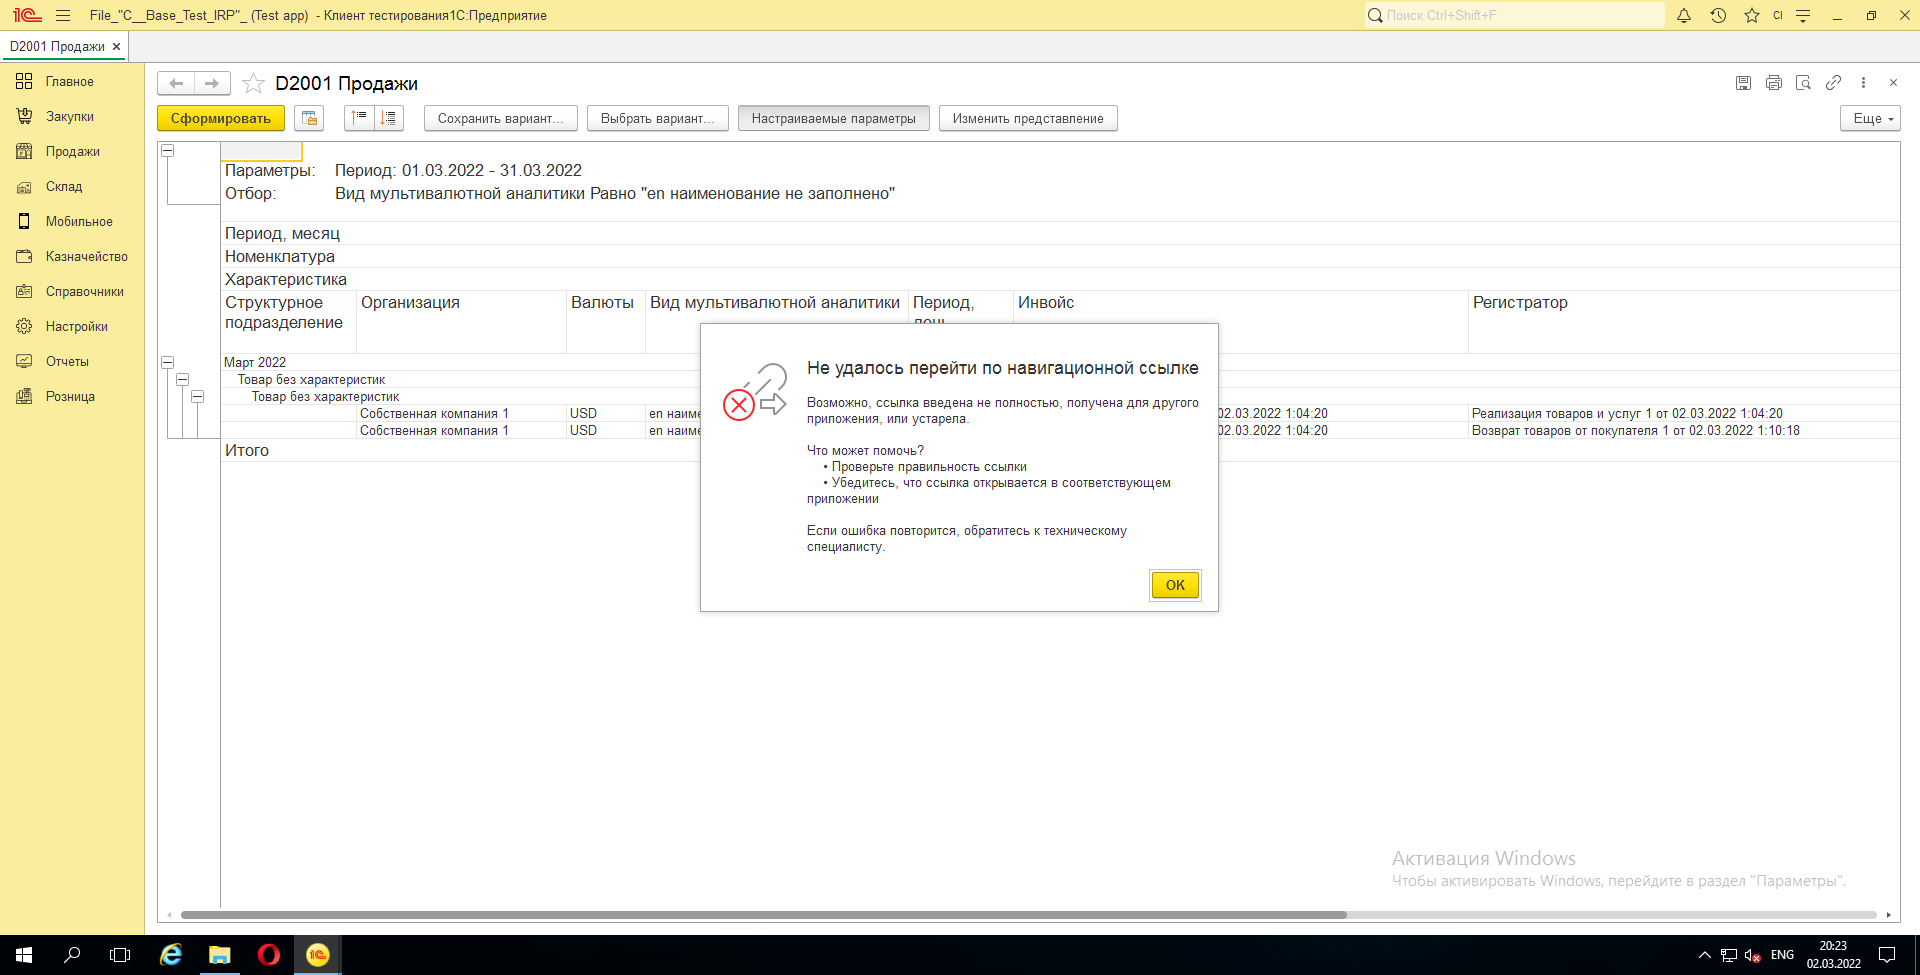 File_"C__Base_Test_IRP"_ (Test app) - Клиент тестирования1С:Предприятие
Поиск Ctrl+Shift+F
CI
D2001 Продажи
Главное
Закупки
Продажи
Склад
Мобильное
Казначейство
Справочники
Настройки
Отчеты
Розница
D2001 Продажи
Сформировать
Сохранить вариант...
Выбрать вариант...
Настраиваемые параметры
Изменить представление
Еще
Параметры: Период: 01.03.2022 - 31.03.2022
Отбор: Вид мультивалютной аналитики Равно "en наименование не заполнено"
Период, месяц
Номенклатура
Характеристика
Структурное подразделение Организация Валюты Вид мультивалютной аналитики Период, Инвойс Регистратор
Март 2022
Товар без характеристик
Товар без характеристик
Собственная компания 1 USD en наиме 02.03.2022 1:04:20 Реализация товаров и услуг 1 от 02.03.2022 1:04:20
Собственная компания 1 USD en наиме 02.03.2022 1:04:20 Возврат товаров от покупателя 1 от 02.03.2022 1:10:18
Итого
Не удалось перейти по навигационной ссылке
Возможно, ссылка введена не полностью, получена для другого
приложения, или устарела.
Что может помочь?
• Проверьте правильность ссылки
• Убедитесь, что ссылка открывается в соответствующем
приложении
Если ошибка повторится, обратитесь к техническому
специалисту.
OK
Активация Windows
Чтобы активировать Windows, перейдите в раздел "Параметры".
ENG
20:23
02.03.2022